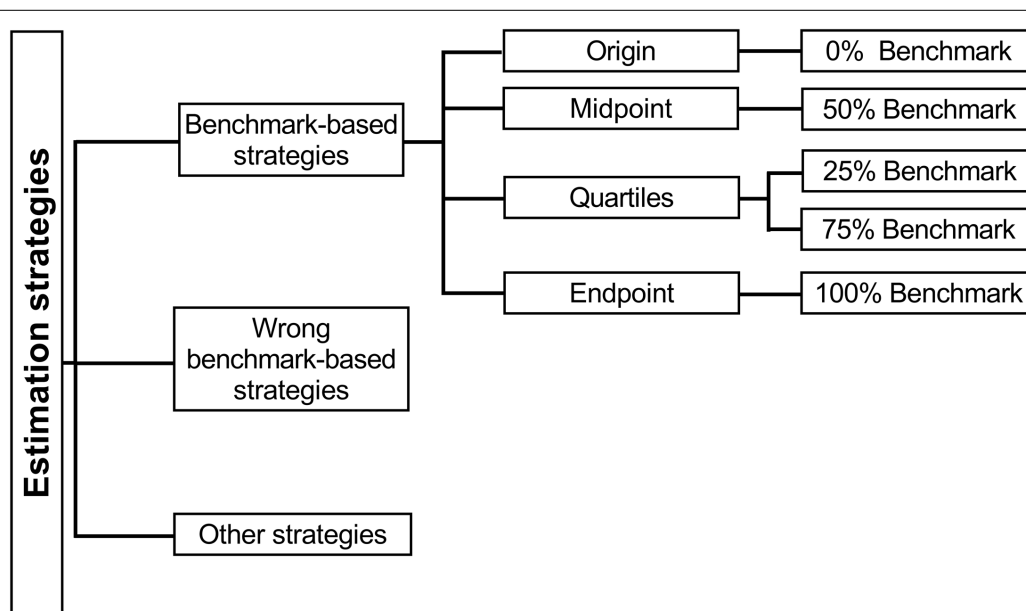 Estimation strategies
Benchmark-based
strategies
Origin
0% Benchmark
Midpoint
50% Benchmark
Quartiles
25% Benchmark
75% Benchmark
Endpoint
100% Benchmark
Wrong
benchmark-based
strategies
Other strategies